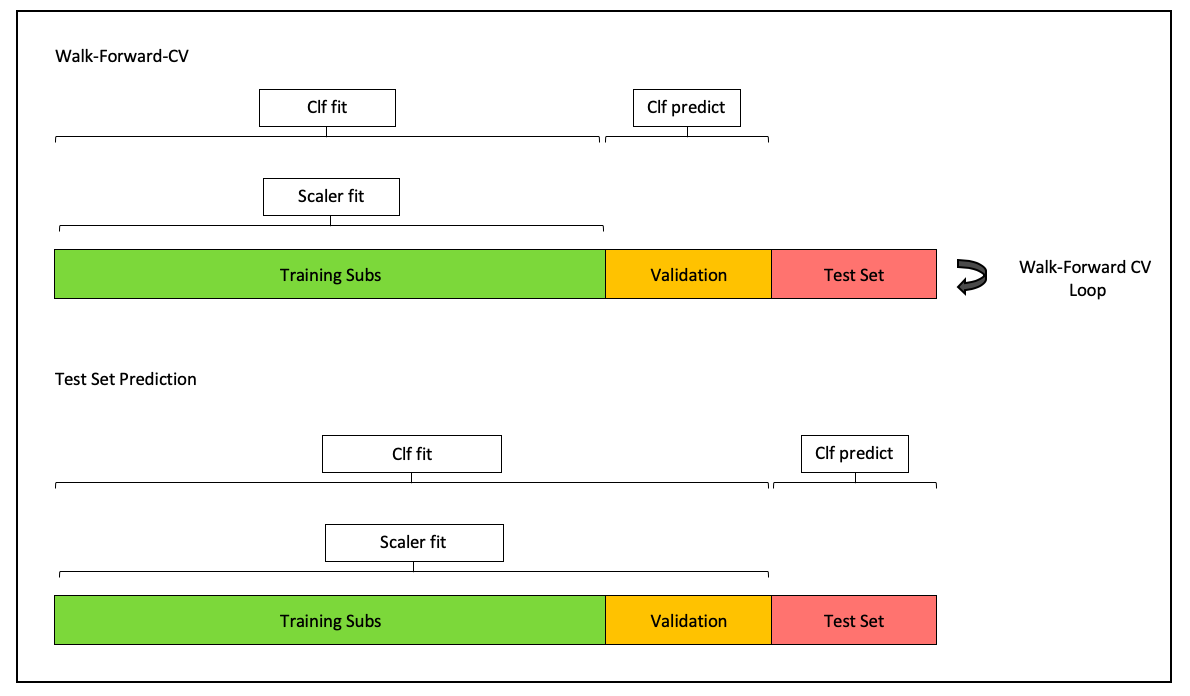 Walk-Forward-CV
Clf fit
Clf predict
Scaler fit
Training Subs
Validation
Test Set
Walk-Forward CV
Loop
Test Set Prediction
Clf fit
Clf predict
Scaler fit
Training Subs
Validation
Test Set